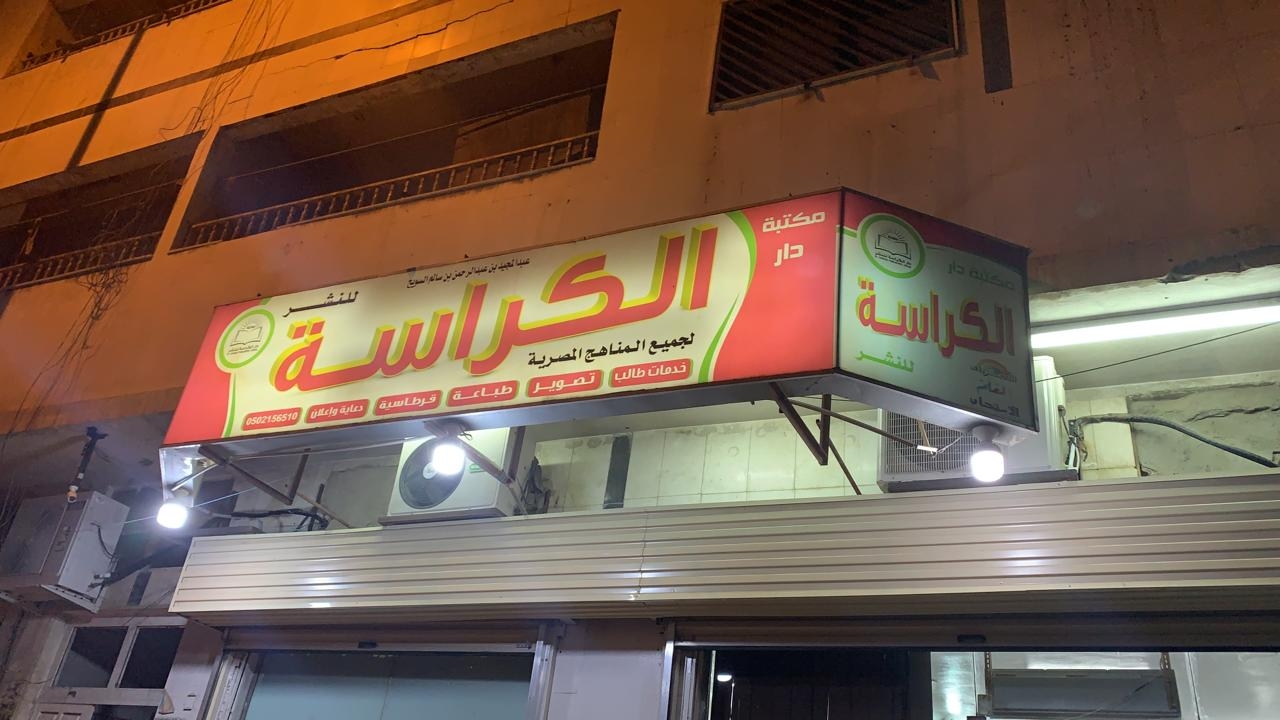 مكتبة
دار
عبدالمجيد بن عبدالرحمن بن سالم السويح
الكراسة
للنشر
لجميع المناهج المصرية
خدمات طالب
تصوير
طباعة
قرطاسية
دعاية وإعلان
0502156510
مكتبة دار
الكراسة
للنشر